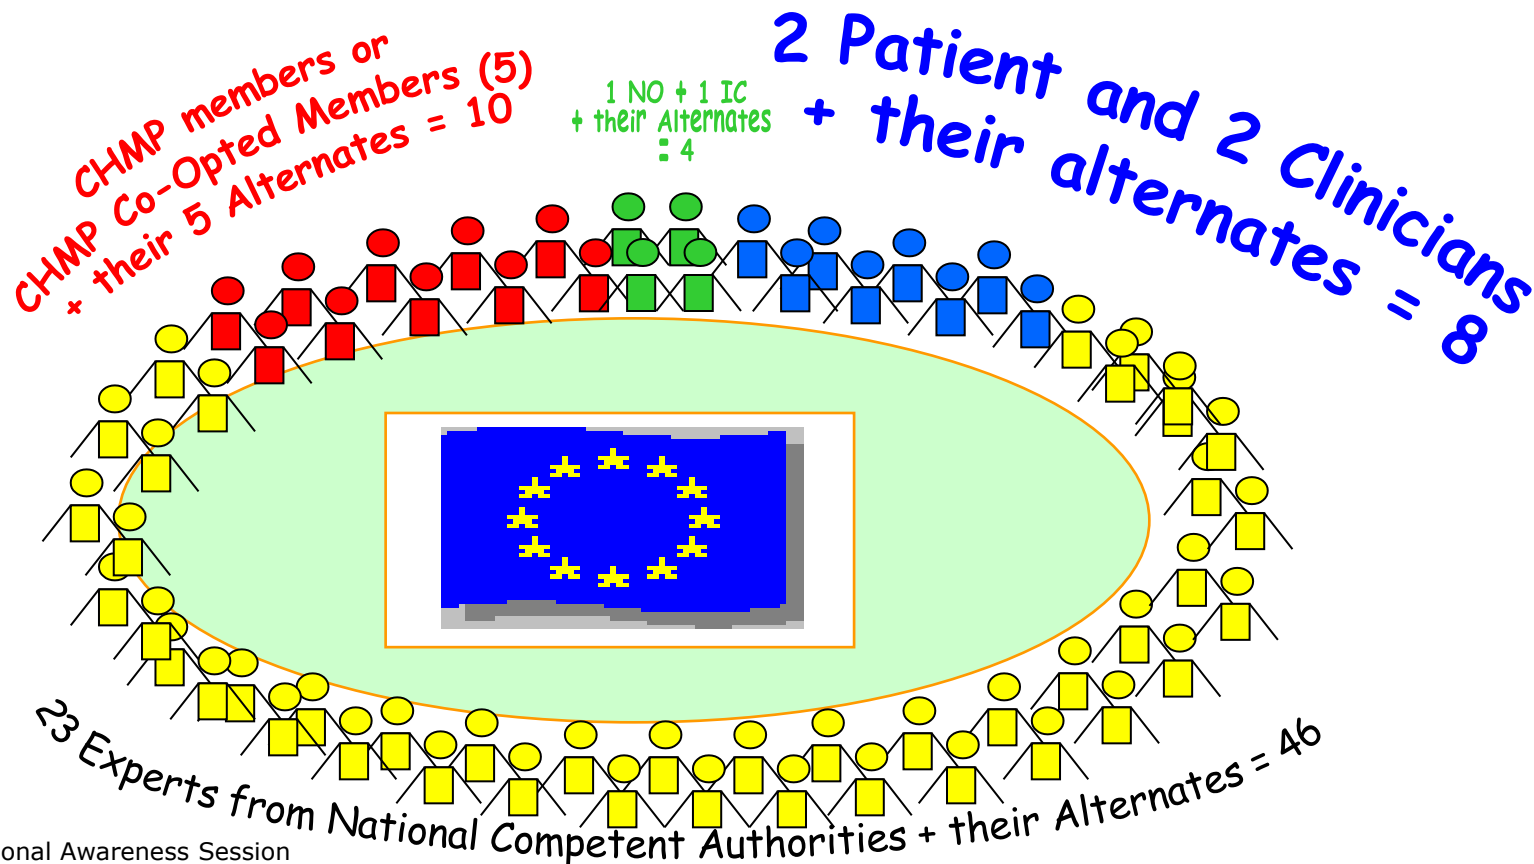 CHMP members or
CHMP Co-Opted Members (5)
+ their 5 Alternates = 10
1 NO + 1 IC
+ their Alternates
= 4
2 Patient and 2 Clinicians
+ their alternates = 8
23 Experts from National Competent Authorities + their Alternates = 46
onal Awareness Session